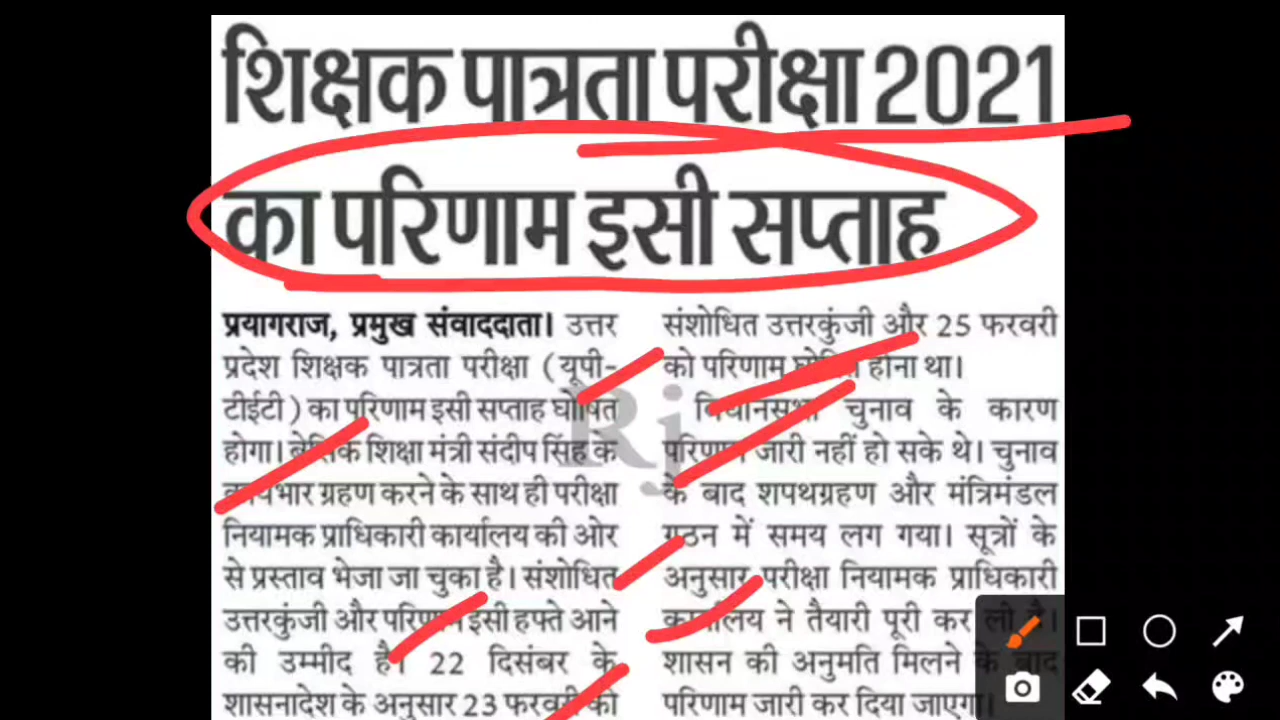 शिक्षक पात्रता परीक्षा 2021
का परिणाम इसी सप्ताह
प्रयागराज, प्रमुख संवाददाता। उत्तर
प्रदेश शिक्षक पात्रता परीक्षा (यूपी-
टीईटी) का परिणाम इसी सप्ताह घोषित
होगा। बेसिक शिक्षा मंत्री संदीप सिंह के
कार्यभार ग्रहण करने के साथ ही परीक्षा
नियामक प्राधिकारी कार्यालय की ओर
से प्रस्ताव भेजा जा चुका है। संशोधित
उत्तरकुंजी और परिणाम इसी हफ्ते आने
की उम्मीद है। 22 दिसंबर के
शासनादेश के अनुसार 23 फरवरी को
संशोधित उत्तरकुंजी और 25 फरवरी
को परिणाम घोषित होना था।
विधानसभा चुनाव के कारण
परिणाम जारी नहीं हो सके थे। चुनाव
के बाद शपथग्रहण और मंत्रिमंडल
गठन में समय लग गया। सूत्रों के
अनुसार परीक्षा नियामक प्राधिकारी
कार्यालय ने तैयारी पूरी कर ली है।
शासन की अनुमति मिलने के बाद
परिणाम जारी कर दिया जाएगा।
Rj